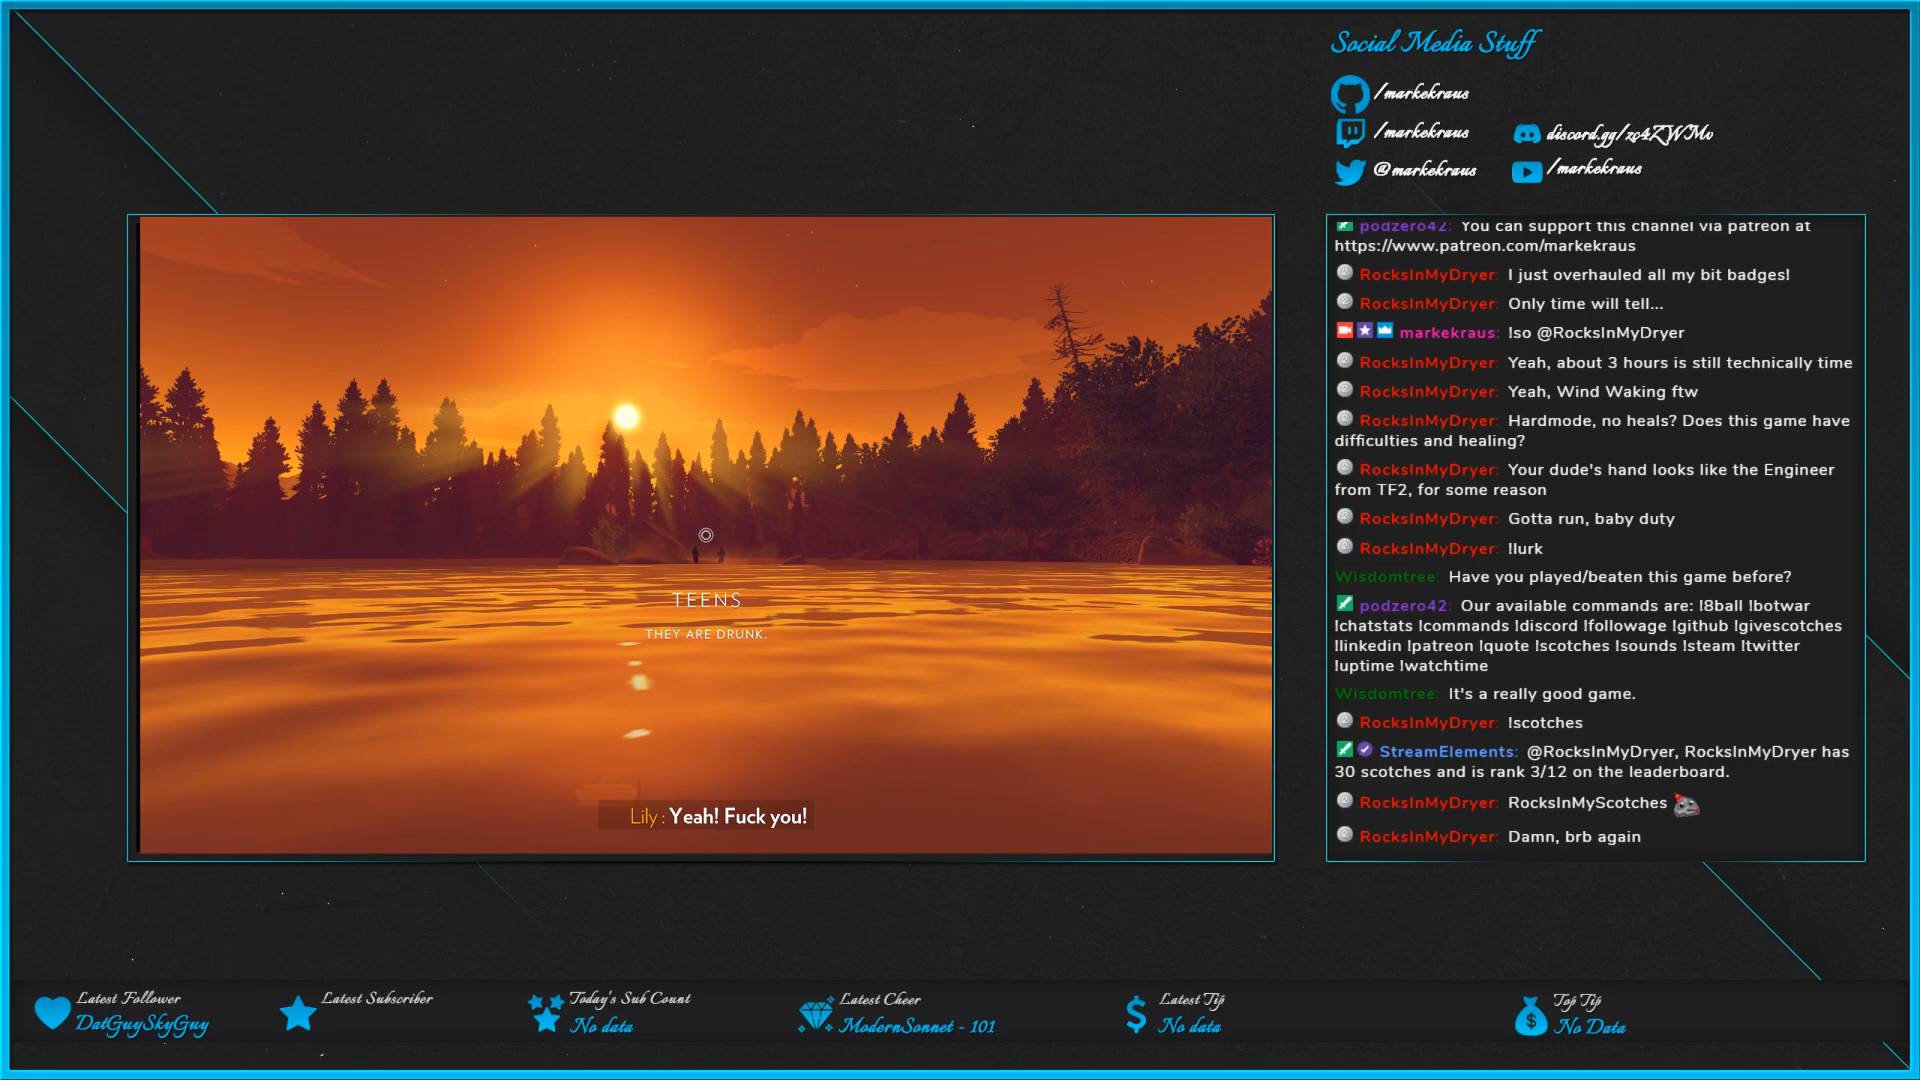 Social Media Stuff
/markekraus
/markekraus
discord.gg/zc4ZWMv
@markekraus
/markekraus
podzero42: You can support this channel via patreon at
https://www.patreon.com/markekraus
RocksInMyDryer: I just overhauled all my bit badges!
RocksInMyDryer: Only time will tell...
markekraus: !so @RocksInMyDryer
RocksInMyDryer: Yeah, about 3 hours is still technically time
RocksInMyDryer: Yeah, Wind Waking ftw
RocksInMyDryer: Hardmode, no heals? Does this game have
difficulties and healing?
RocksInMyDryer: Your dude's hand looks like the Engineer
from TF2, for some reason
RocksInMyDryer: Gotta run, baby duty
RocksInMyDryer: !lurk
Wisdomtree: Have you played/beaten this game before?
podzero42: Our available commands are: !8ball !botwar
!chatstats !commands !discord !followage !github !givescotches
!linkedin !patreon !quote !scotches !sounds !steam !twitter
!uptime !watchtime
Wisdomtree: It's a really good game.
RocksInMyDryer: !scotches
StreamElements: @RocksInMyDryer, RocksInMyDryer has
30 scotches and is rank 3/12 on the leaderboard.
RocksInMyDryer: RocksInMyScotches
RocksInMyDryer: Damn, brb again
TEENS
THEY ARE DRUNK.
Lily : Yeah! Fuck you!
Latest Follower
DatGuySkyGuy
Latest Subscriber
Today's Sub Count
No data
Latest Cheer
ModernSonnet - 101
Latest Tip
No data
Top Tip
No Data